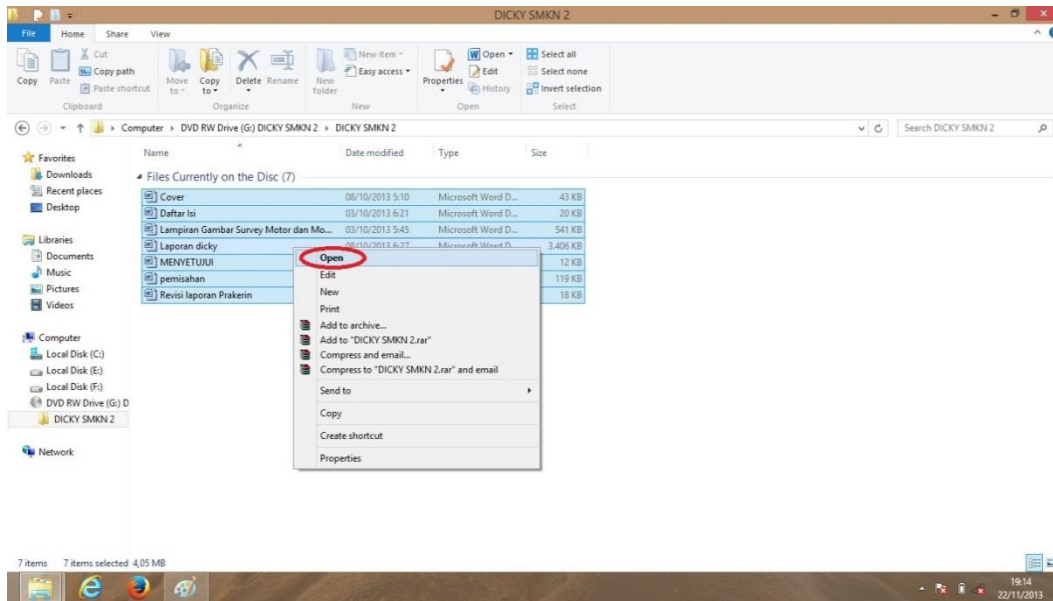 DICKY SMKN 2
File Home Share View
Copy Paste Cut Copy path Paste shortcut Move to Copy to Delete Rename New folder New item Easy access Properties Open Edit History Select all Select none Invert selection
Clipboard Organize New Open Select
Computer DVD RW Drive (G:) DICKY SMKN 2 DICKY SMKN 2 Search DICKY SMKN 2
Favorites
Downloads
Recent places
Desktop
Libraries
Documents
Music
Pictures
Videos
Computer
Local Disk (C:)
Local Disk (E:)
Local Disk (F:)
DVD RW Drive (G:) D
DICKY SMKN 2
Network
Name Date modified Type Size
Files Currently on the Disc (7)
Cover 08/10/2013 5:10 Microsoft Word D... 43 KB
Daftar Isi 03/10/2013 6:21 Microsoft Word D... 20 KB
Lampiran Gambar Survey Motor dan Mo... 03/10/2013 5:45 Microsoft Word D... 541 KB
Laporan dicky 08/10/2013 6:27 Microsoft Word D... 3.406 KB
MENYETUJUI 12 KB
pemisahan 119 KB
Revisi laporan Prakerin 18 KB
Open
Edit
New
Print
Add to archive...
Add to "DICKY SMKN 2.rar"
Compress and email...
Compress to "DICKY SMKN 2.rar" and email
Send to
Copy
Create shortcut
Properties
7 items 7 items selected 4,05 MB
19:14
22/11/2013